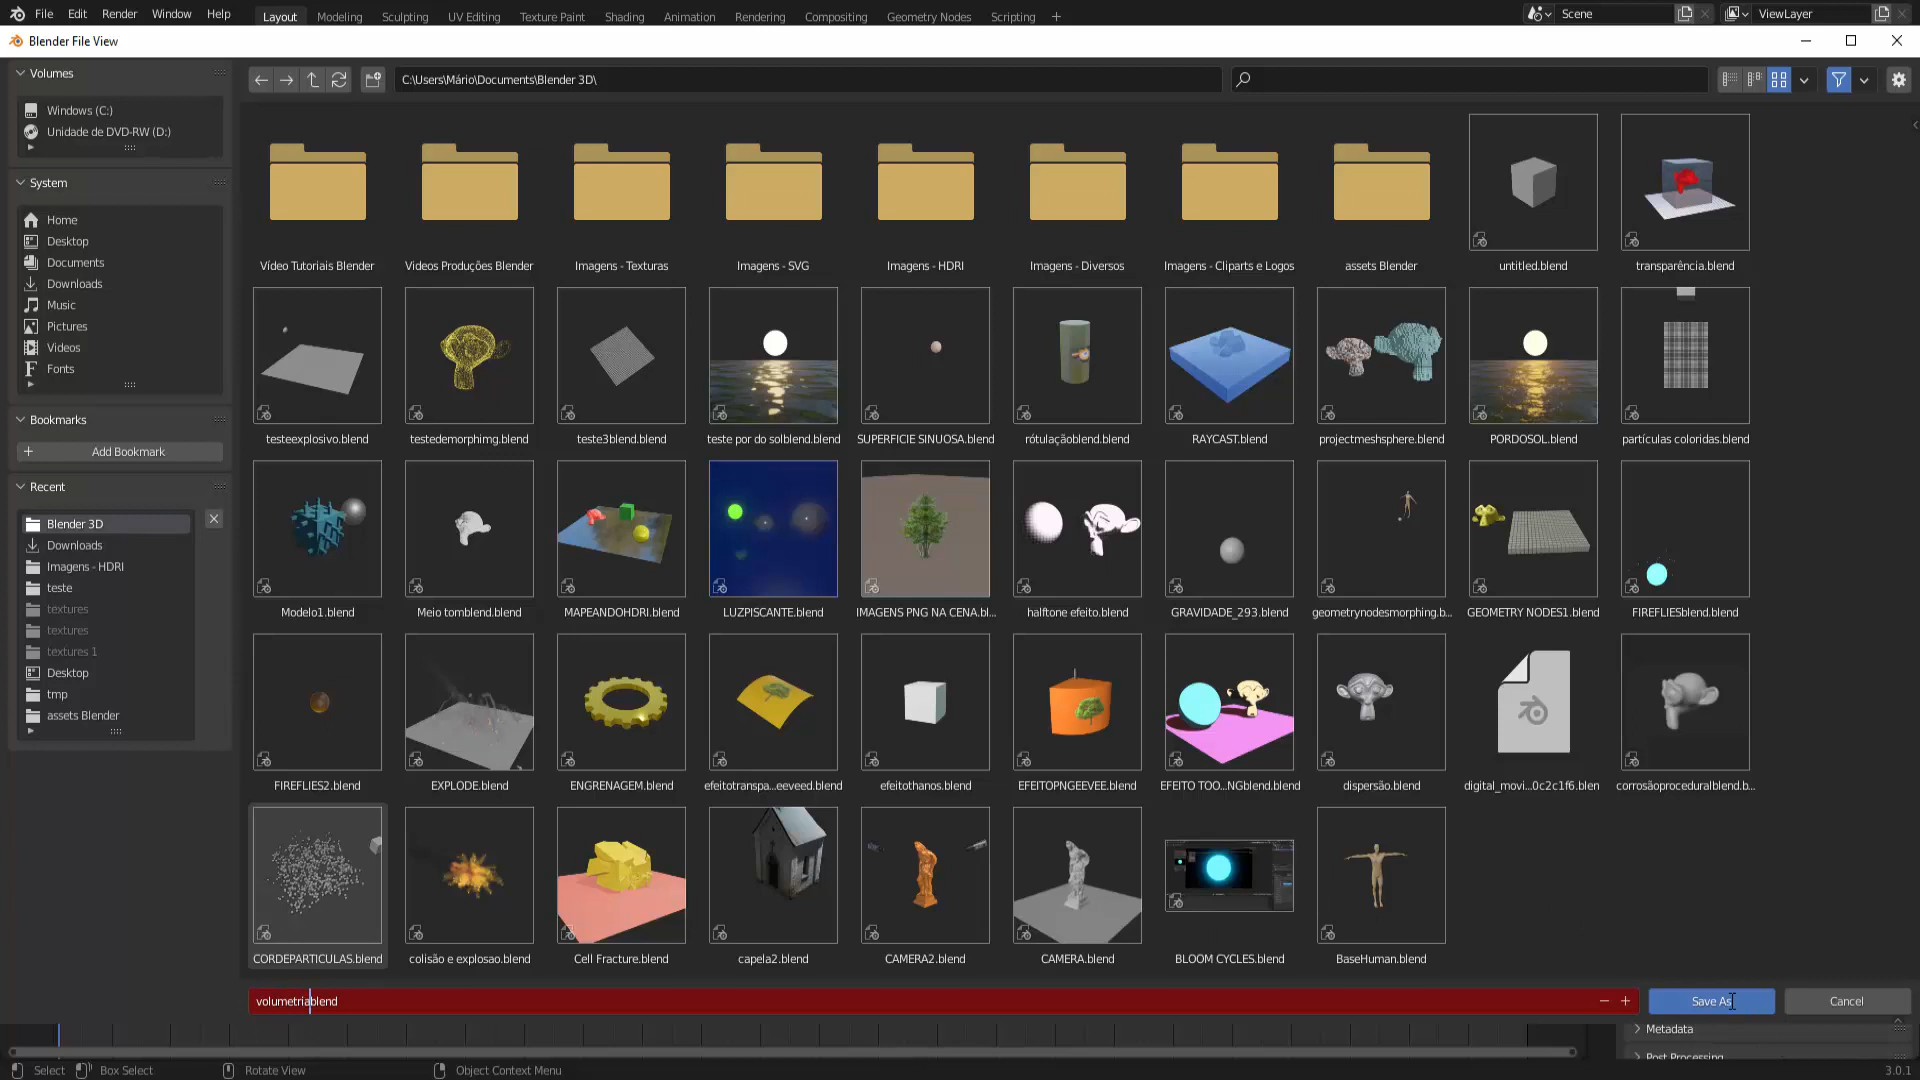 File Edit Render Window Help Layout Modeling Sculpting UV Editing Texture Paint Shading Animation Rendering Compositing Geometry Nodes Scripting + Scene ViewLayer
Blender File View
Volumes
Windows (C:)
Unidade de DVD-RW (D:)
System
Home
Desktop
Documents
Downloads
Music
Pictures
Videos
Fonts
Bookmarks
Add Bookmark
Recent
Blender 3D
Downloads
Imagens - HDRI
teste
textures
textures
textures 1
Desktop
tmp
assets Blender
C:\Users\Mário\Documents\Blender 3D\
Vídeo Tutoriais Blender Videos Produções Blender Imagens - Texturas Imagens - SVG Imagens - HDRI Imagens - Diversos Imagens - Cliparts e Logos assets Blender untitled.blend transparência.blend
testeexplosivo.blend testedemorphimg.blend teste3blend.blend teste por do solblend.blend SUPERFICIE SINUOSA.blend rótulaçãoblend.blend RAYCAST.blend projectmeshsphere.blend PORDOSOL.blend partículas coloridas.blend
Modelo1.blend Meio tomblend.blend MAPEANDOHDRI.blend LUZPISCANTE.blend IMAGENS PNG NA CENA.bl... halftone efeito.blend GRAVIDADE_293.blend geometrynodesmorphing.b... GEOMETRY NODES1.blend FIREFLIESblend.blend
FIREFLIES2.blend EXPLODE.blend ENGRENAGEM.blend efeitotranspa...eeveed.blend efeitothanos.blend EFEITOPNGEEVEE.blend EFEITO TOO...NGblend.blend dispersão.blend digital_movi...0c2c1f6.blen corrosãoproceduralblend.b...
CORDEPARTICULAS.blend colisão e explosao.blend Cell Fracture.blend capela2.blend CAMERA2.blend CAMERA.blend BLOOM CYCLES.blend BaseHuman.blend
volumetriablend Save As Cancel
Metadata
Post Processing
Select Box Select Rotate View Object Context Menu 3.0.1